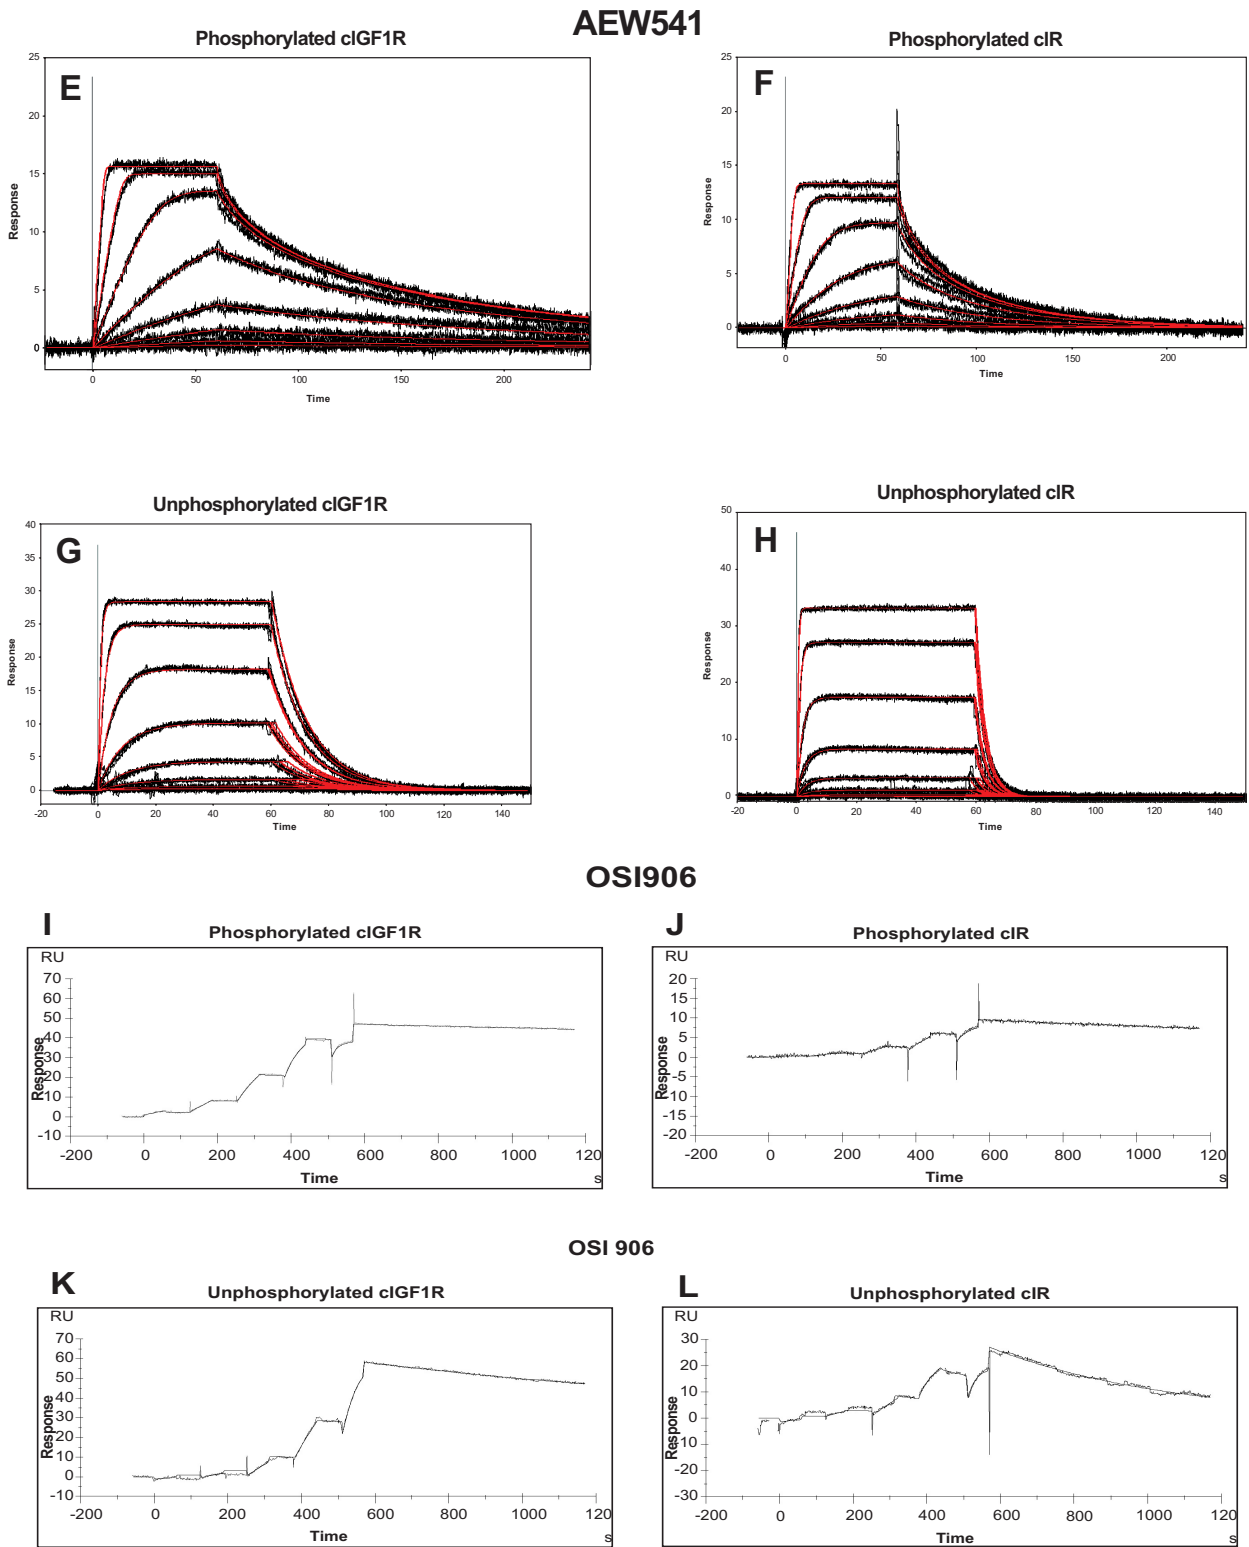 AEW541
Phosphorylated cIGF1R
E
25
20
15
10
5
0
Response
0 50 100 150 200
Time
Phosphorylated cIR
F
25
20
15
10
5
0
Response
0 50 100 150 200
Time
Unphosphorylated cIGF1R
G
40
35
30
25
20
15
10
5
0
Response
-20 0 20 40 60 80 100 120 140
Time
Unphosphorylated cIR
H
50
40
30
20
10
0
Response
-20 0 20 40 60 80 100 120 140
Time
OSI906
I
Phosphorylated cIGF1R
RU
70
60
50
40
30
20
10
0
-10
Response
-200 0 200 400 600 800 1000 120
Time
s
J
Phosphorylated cIR
RU
20
15
10
5
0
-5
-10
-15
-20
Response
-200 0 200 400 600 800 1000 120
Time
s
OSI 906
K
Unphosphorylated cIGF1R
RU
70
60
50
40
30
20
10
0
-10
Response
-200 0 200 400 600 800 1000 120
Time
s
L
Unphosphorylated cIR
RU
30
20
10
0
-10
-20
-30
Response
-200 0 200 400 600 800 1000 120
Time
s